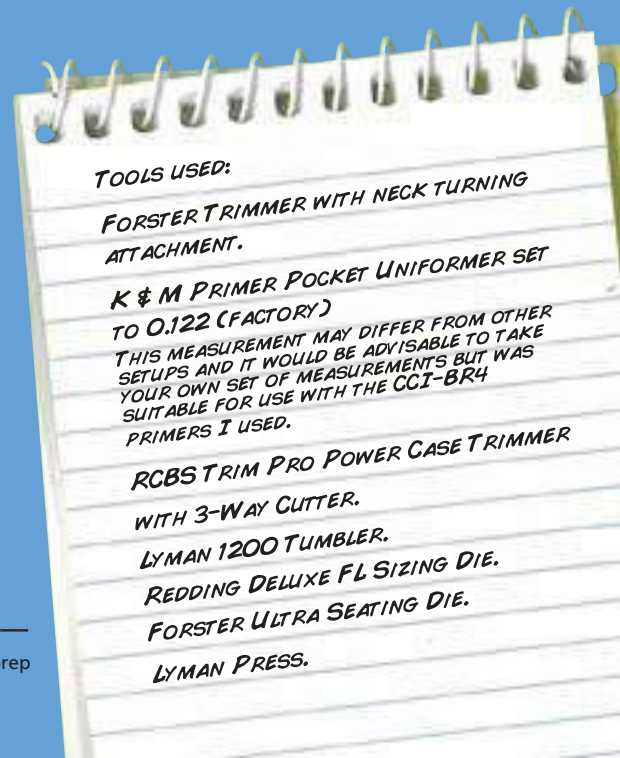 TOOLS USED:
FORSTER TRIMMER WITH NECK TURNING
ATTACHMENT.
K & M PRIMER POCKET UNIFORMER SET
TO 0.122 (FACTORY)
THIS MEASUREMENT MAY DIFFER FROM OTHER
SETUPS AND IT WOULD BE ADVISABLE TO TAKE
YOUR OWN SET OF MEASUREMENTS BUT WAS
SUITABLE FOR USE WITH THE CCI-BR4
PRIMERS I USED.
RCBS TRIM PRO POWER CASE TRIMMER
WITH 3-WAY CUTTER.
LYMAN 1200 TUMBLER.
REDDING DELUXE FL SIZING DIE.
FORSTER ULTRA SEATING DIE.
rep
LYMAN PRESS.